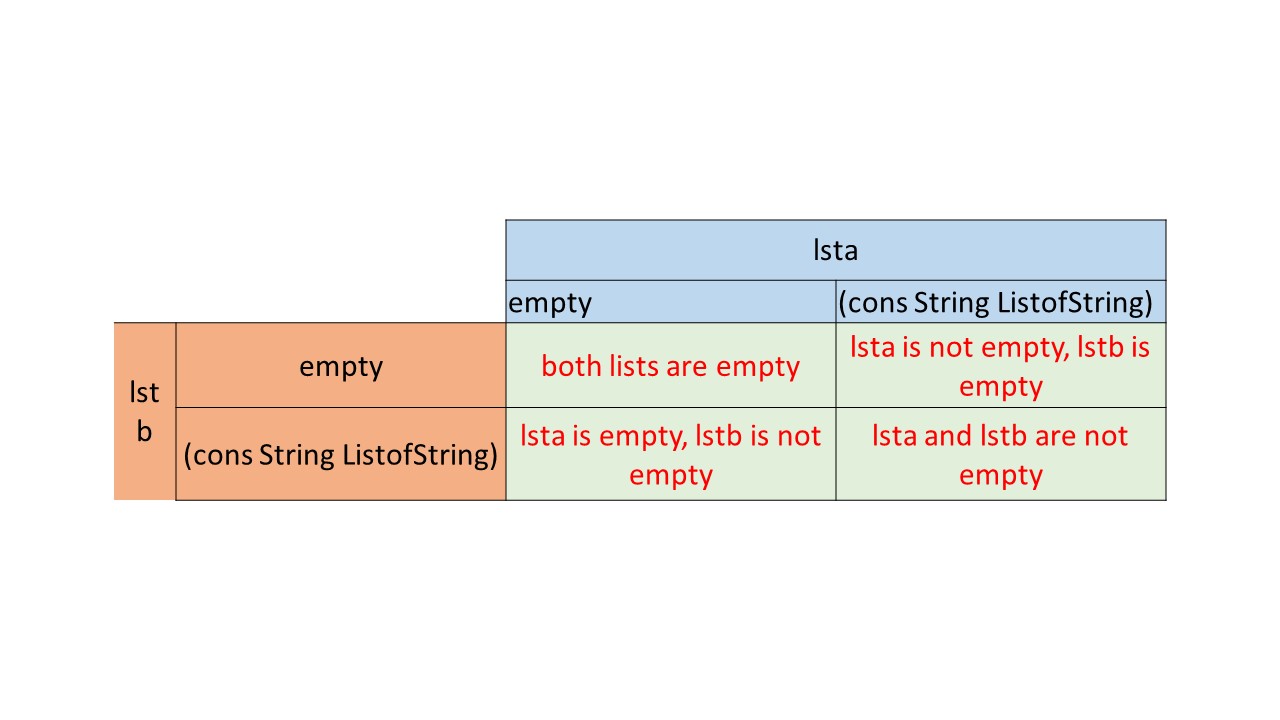 lsta
empty
(cons String ListofString)
lst
b
empty
both lists are empty
lsta is not empty, lstb is
empty
(cons String ListofString)
lsta is empty, lstb is not
empty
lsta and lstb are not
empty